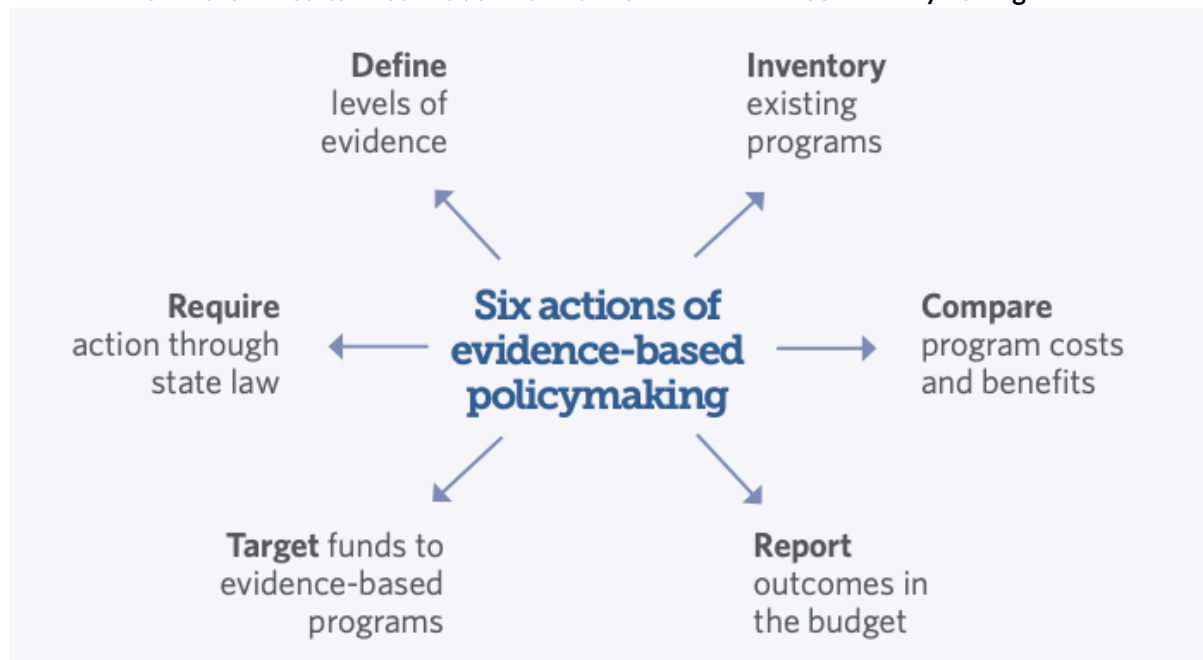 Define
levels of
evidence
Inventory
existing
programs
Require
action through
state law
Six actions of
evidence-based
policymaking
Compare
program costs
and benefits
Target funds to
evidence-based
programs
Report
outcomes in
the budget